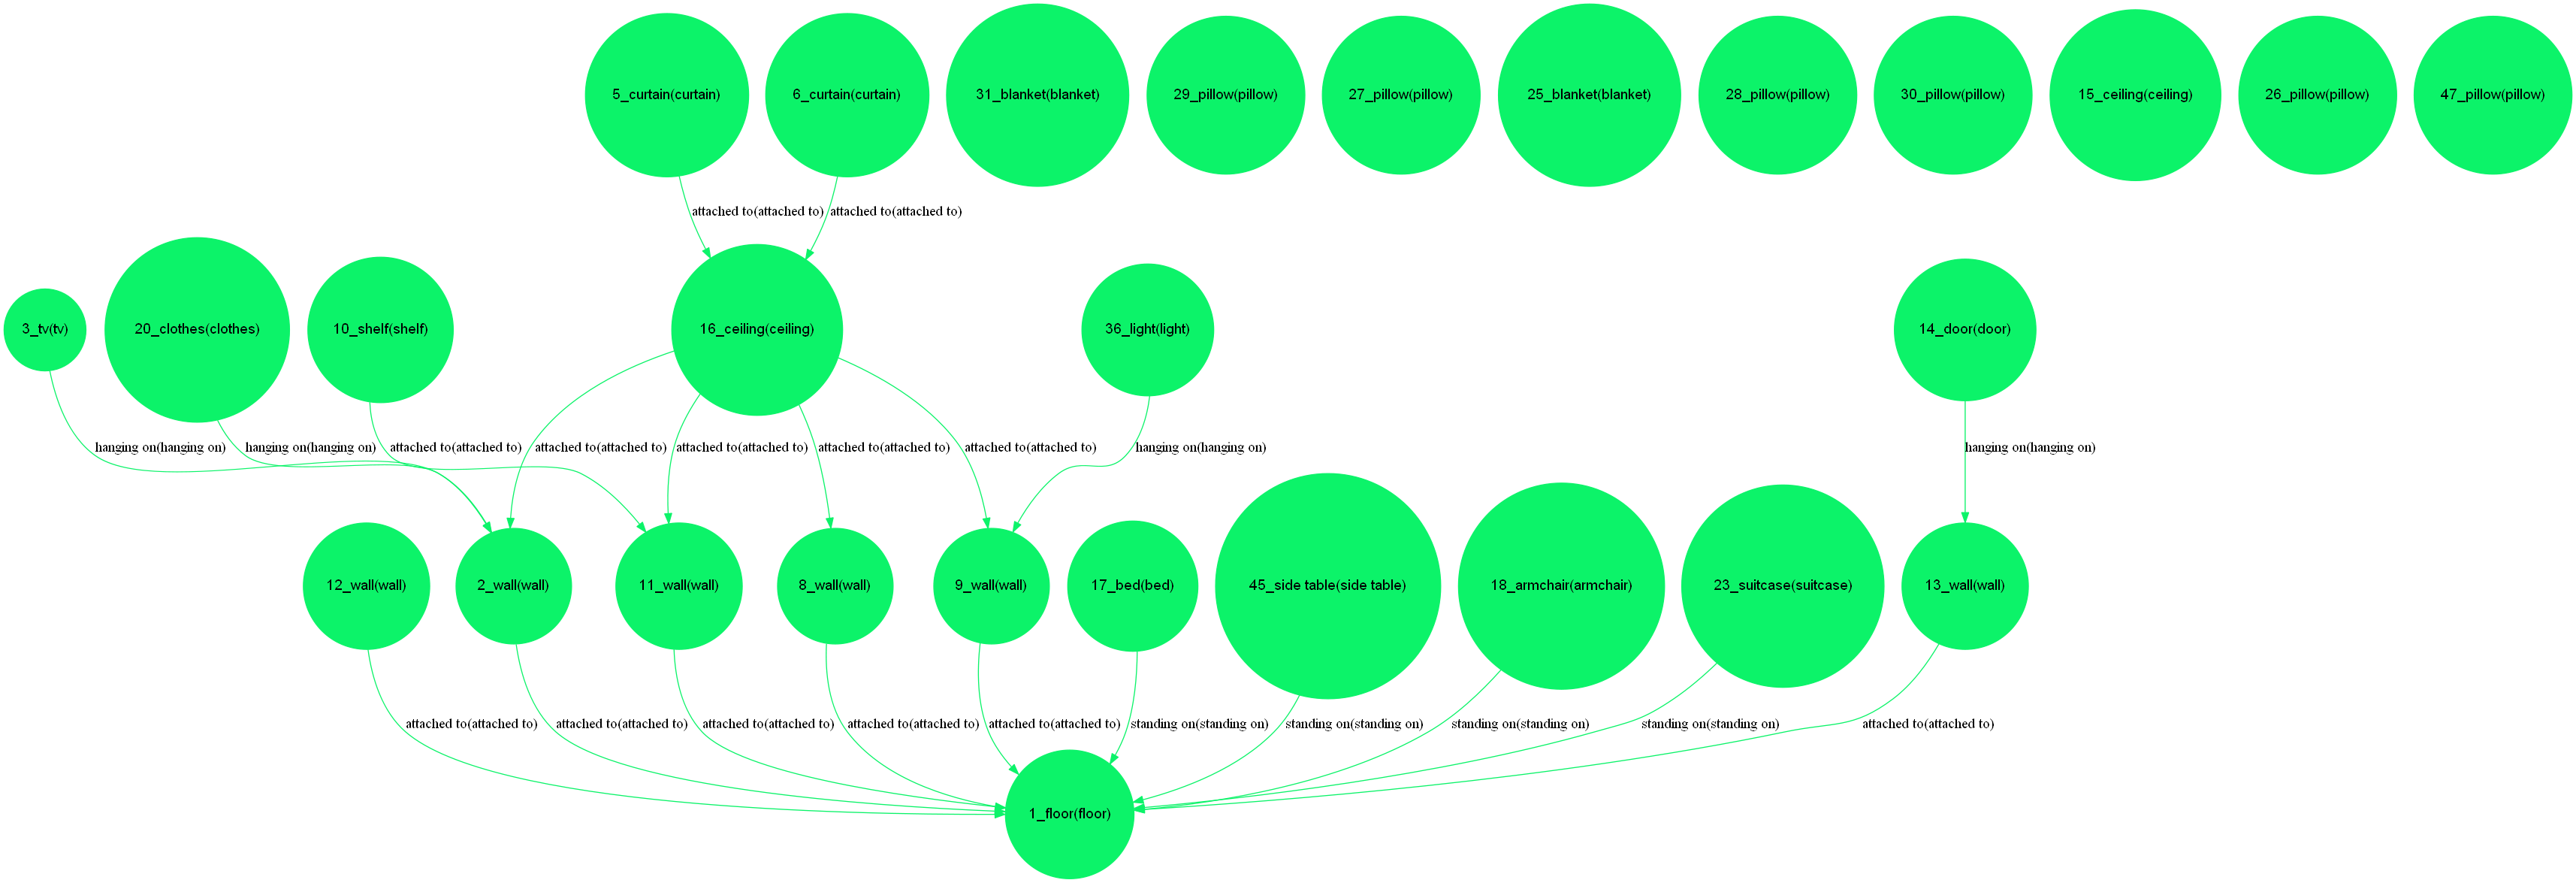 5_curtain(curtain)
6_curtain(curtain)
31_blanket(blanket)
29_pillow(pillow)
27_pillow(pillow)
25_blanket(blanket)
28_pillow(pillow)
30_pillow(pillow)
15_ceiling(ceiling)
26_pillow(pillow)
47_pillow(pillow)
attached to(attached to)
attached to(attached to)
3_tv(tv)
20_clothes(clothes)
10_shelf(shelf)
16_ceiling(ceiling)
36_light(light)
14_door(door)
hanging on(hanging on)
hanging on(hanging on)
attached to(attached to)
attached to(attached to)
attached to(attached to)
attached to(attached to)
attached to(attached to)
hanging on(hanging on)
hanging on(hanging on)
12_wall(wall)
2_wall(wall)
11_wall(wall)
8_wall(wall)
9_wall(wall)
17_bed(bed)
45_side table(side table)
18_armchair(armchair)
23_suitcase(suitcase)
13_wall(wall)
attached to(attached to)
attached to(attached to)
attached to(attached to)
attached to(attached to)
attached to(attached to)
standing on(standing on)
standing on(standing on)
standing on(standing on)
standing on(standing on)
attached to(attached to)
1_floor(floor)